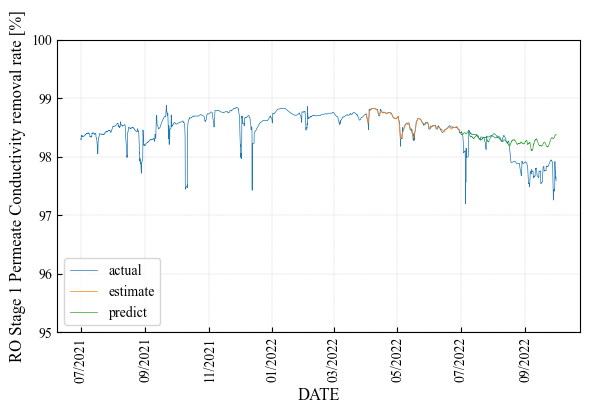 RO Stage 1 Permeate Conductivity removal rate [%]
100
99
98
97
96
95
actual
estimate
predict
07/2021
09/2021
11/2021
01/2022
03/2022
05/2022
07/2022
09/2022
DATE